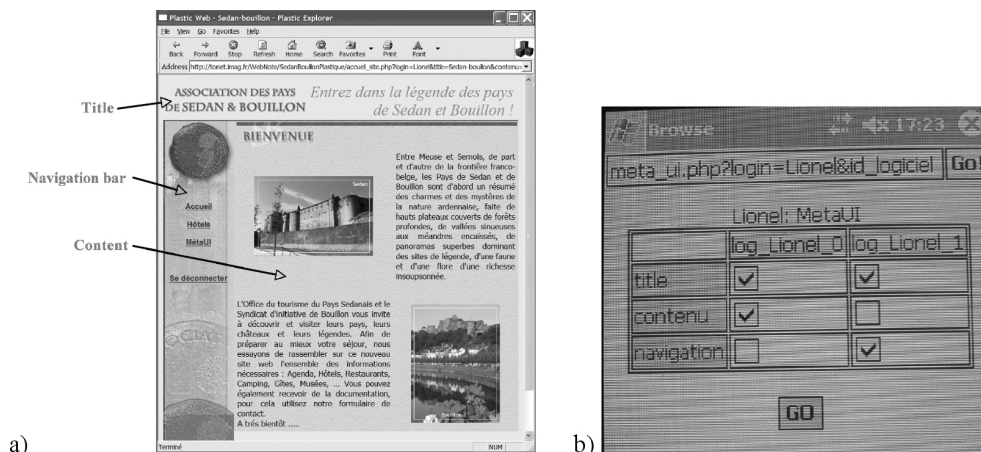 Plastic Web - Sedan-bouillon - Plastic Explorer
File View Go Favorites Help
Back Forward Stop Refresh Home Search Favorites Print Font
Address http://tonet.imag.fr/WebNote/SedanBouillonPlastique/accueil_site.php?login=Lionel&title=Sedan-bouillon&contenu=
Title
ASSOCIATION DES PAYS
DE SEDAN & BOUILLON
Entrez dans la légende des pays
de Sedan et Bouillon !
BIENVENUE
Navigation bar
Accueil
Hôtels
MétaUI
Se déconnecter
Content
Sedan
Entre Meuse et Semois, de part
et d'autre de la frontière franco-
belge, les Pays de Sedan et de
Bouillon sont d'abord un résumé
des charmes et des mystères de
la nature ardennaise, faite de
hauts plateaux couverts de forêts
profondes, de vallées sinueuses
aux méandres encaissés, de
panoramas superbes dominant
des sites de légende, d'une faune
et d'une flore d'une richesse
insoupsonnée.
L'Office du tourisme du Pays Sedanais et le
Syndicat d'initiative de Bouillon vous invite
à découvrir et visiter leurs pays, leurs
châteaux et leurs légendes. Afin de
préparer au mieux votre séjour, nous
essayons de rassembler sur ce nouveau
site web l'ensemble des informations
nécessaires : Agenda, Hôtels, Restaurants,
Camping, Gîtes, Musées, ... Vous pouvez
également recevoir de la documentation,
pour cela utilisez notre formulaire de
contact.
A trés bientôt .....
Bouillon
Terminé
NUM
a)
Browse 17:23
meta_ui.php?login=Lionel&id_logiciel Go!
Lionel: MetaUI
log_Lionel_0 log_Lionel_1
title
contenu
navigation
GO
b)